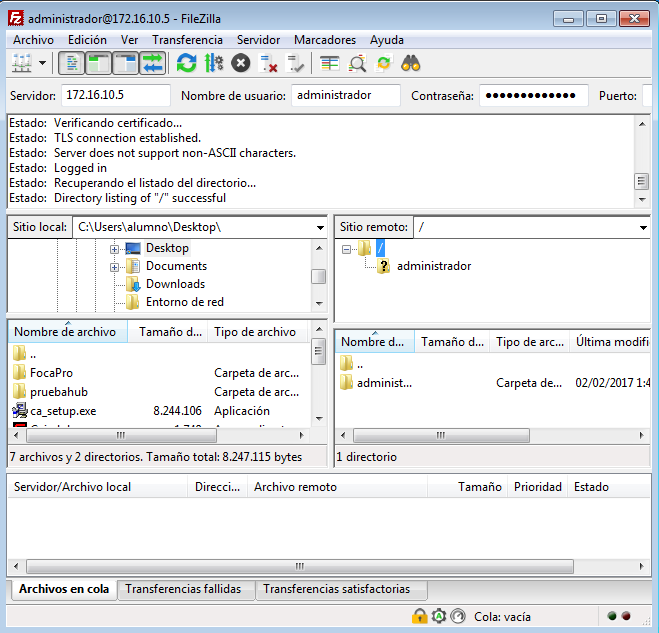 administrador@172.16.10.5 - FileZilla
Archivo Edición Ver Transferencia Servidor Marcadores Ayuda
Servidor: 172.16.10.5 Nombre de usuario: administrador Contraseña: ●●●●●●●●●●●●● Puerto:
Estado: Verificando certificado...
Estado: TLS connection established.
Estado: Server does not support non-ASCII characters.
Estado: Logged in
Estado: Recuperando el listado del directorio...
Estado: Directory listing of "/" successful
Sitio local: C:\Users\alumno\Desktop\
Desktop
Documents
Downloads
Entorno de red
Nombre de archivo Tamaño d... Tipo de archivo
..
FocaPro Carpeta de arc...
pruebahub Carpeta de arc...
ca_setup.exe 8.244.106 Aplicación
7 archivos y 2 directorios. Tamaño total: 8.247.115 bytes
Sitio remoto: /
/
administrador
Nombre d... Tamaño d... Tipo de arc... Última modifi
..
administ... Carpeta de... 02/02/2017 1:4
1 directorio
Servidor/Archivo local Direcci... Archivo remoto Tamaño Prioridad Estado
Archivos en cola Transferencias fallidas Transferencias satisfactorias
Cola: vacía